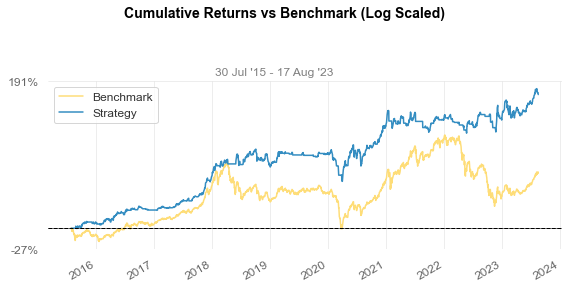 Cumulative Returns vs Benchmark (Log Scaled)
30 Jul '15 - 17 Aug '23
191%
Benchmark
Strategy
-27%
2016
2017
2018
2019
2020
2021
2022
2023
2024